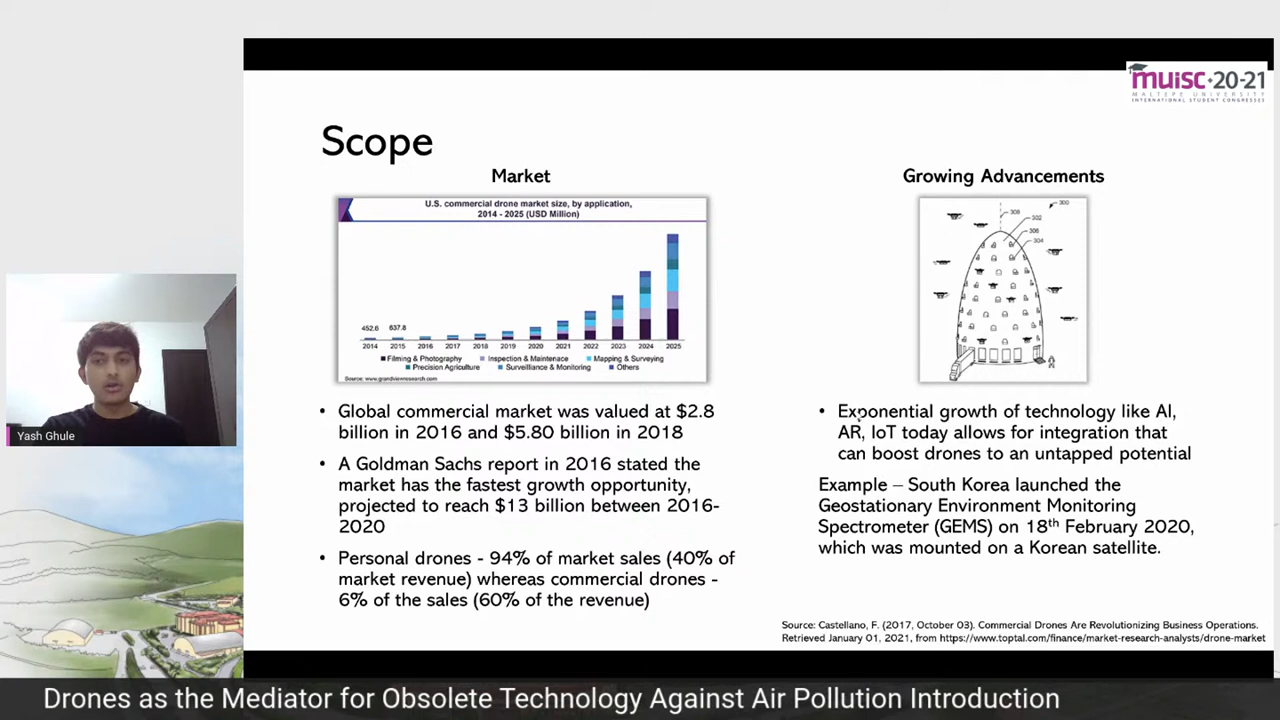 muisc·20-21
MALTEPE UNIVERSITY
INTERNATIONAL STUDENT CONGRESSES
Scope
Market
U.S. commercial drone market size, by application,
2014 - 2025 (USD Million)
452.6 637.8
2014 2015 2016 2017 2018 2019 2020 2021 2022 2023 2024 2025
Filming & Photography Inspection & Maintenace Mapping & Surveying
Precision Agriculture Surveillance & Monitoring Others
Source: www.grandviewresearch.com
• Global commercial market was valued at $2.8
billion in 2016 and $5.80 billion in 2018
• A Goldman Sachs report in 2016 stated the
market has the fastest growth opportunity,
projected to reach $13 billion between 2016-
2020
• Personal drones - 94% of market sales (40% of
market revenue) whereas commercial drones -
6% of the sales (60% of the revenue)
Growing Advancements
300
308
302
306
304
• Exponential growth of technology like AI,
AR, IoT today allows for integration that
can boost drones to an untapped potential
Example – South Korea launched the
Geostationary Environment Monitoring
Spectrometer (GEMS) on 18th February 2020,
which was mounted on a Korean satellite.
Source: Castellano, F. (2017, October 03). Commercial Drones Are Revolutionizing Business Operations.
Retrieved January 01, 2021, from https://www.toptal.com/finance/market-research-analysts/drone-market
Yash Ghule
Drones as the Mediator for Obsolete Technology Against Air Pollution Introduction